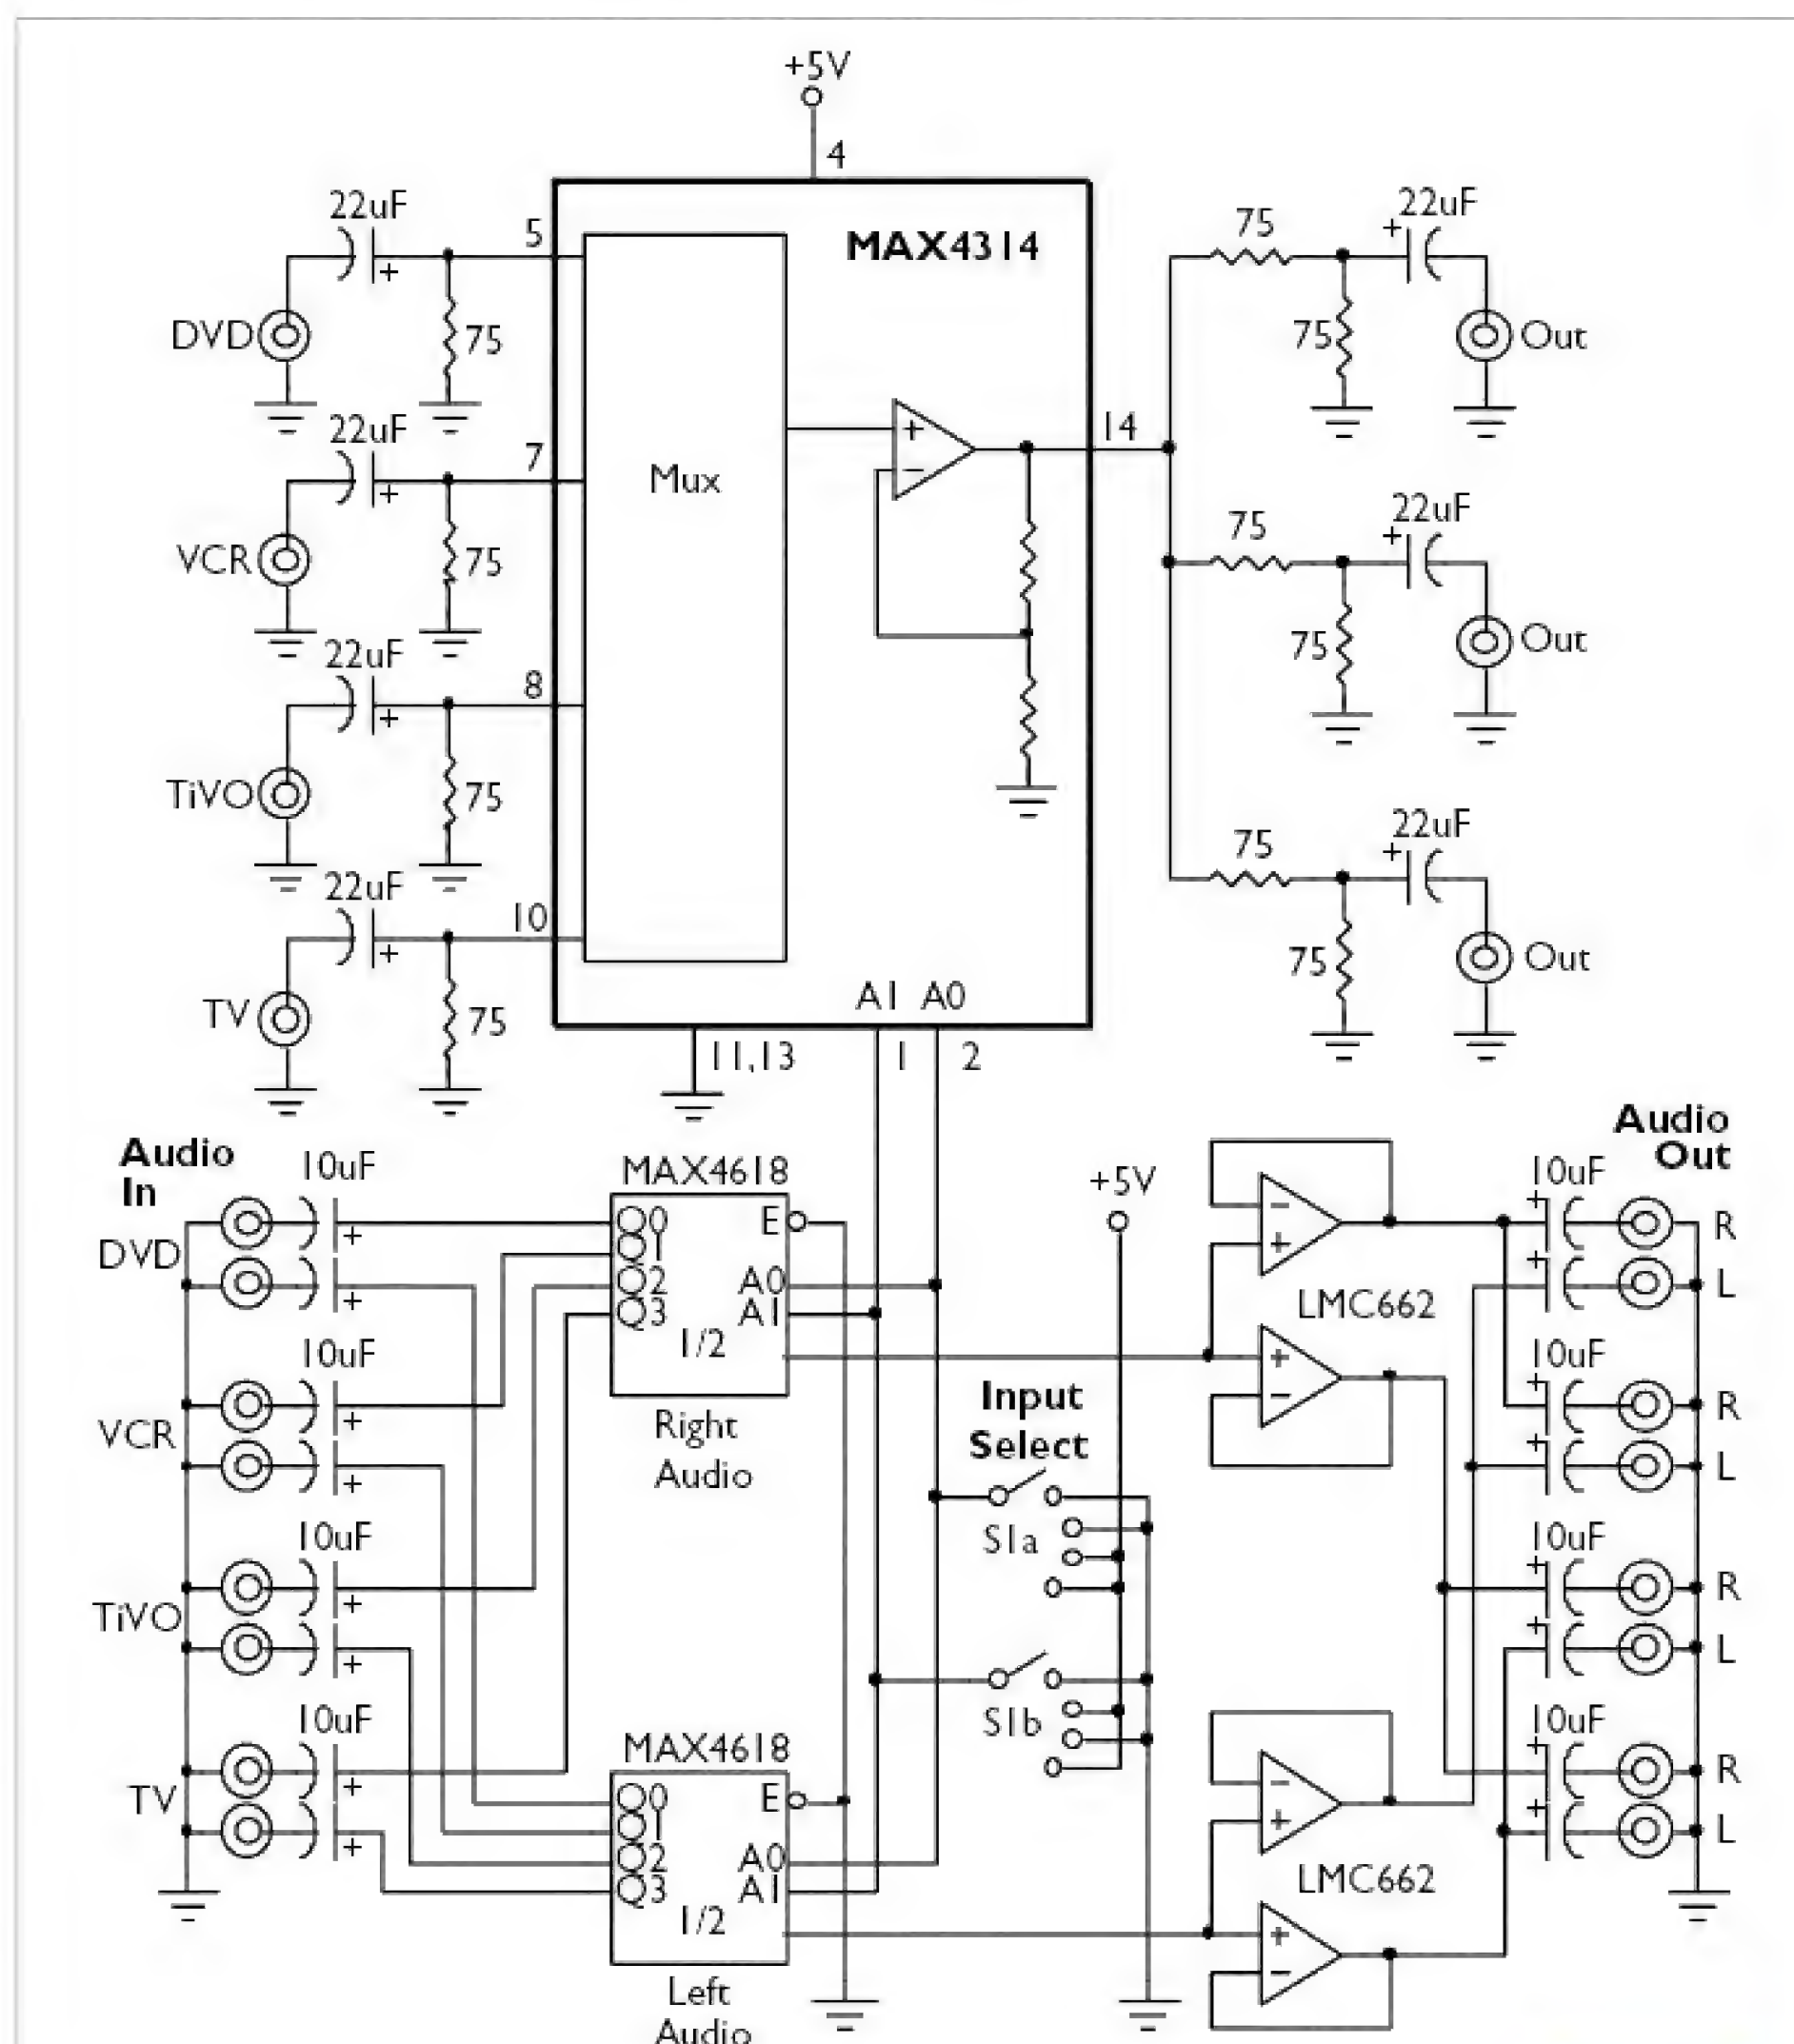 +5V
4
22uF
5
+
75
DVD
MAX4314
22uF
7
+
75
VCR
22uF
8
+
75
TiVO
22uF
10
+
75
TV
Mux
+
−
14
75
22uF
+
75
Out
75
22uF
+
75
Out
75
22uF
+
75
Out
A1 A0
11,13
1
2
Audio
In
10uF
+
DVD
+
10uF
+
VCR
+
10uF
+
TiVO
+
10uF
+
TV
+
MAX4618
Q0
Q1
Q2
Q3
E
A0
A1
1/2
Right
Audio
MAX4618
Q0
Q1
Q2
Q3
E
A0
A1
1/2
Left
Audio
+5V
Input
Select
S1a
S1b
−
+
LMC662
+
−
−
+
LMC662
+
−
Audio
Out
10uF
+
R
+
L
10uF
+
R
+
L
10uF
+
R
+
L
10uF
+
R
+
L